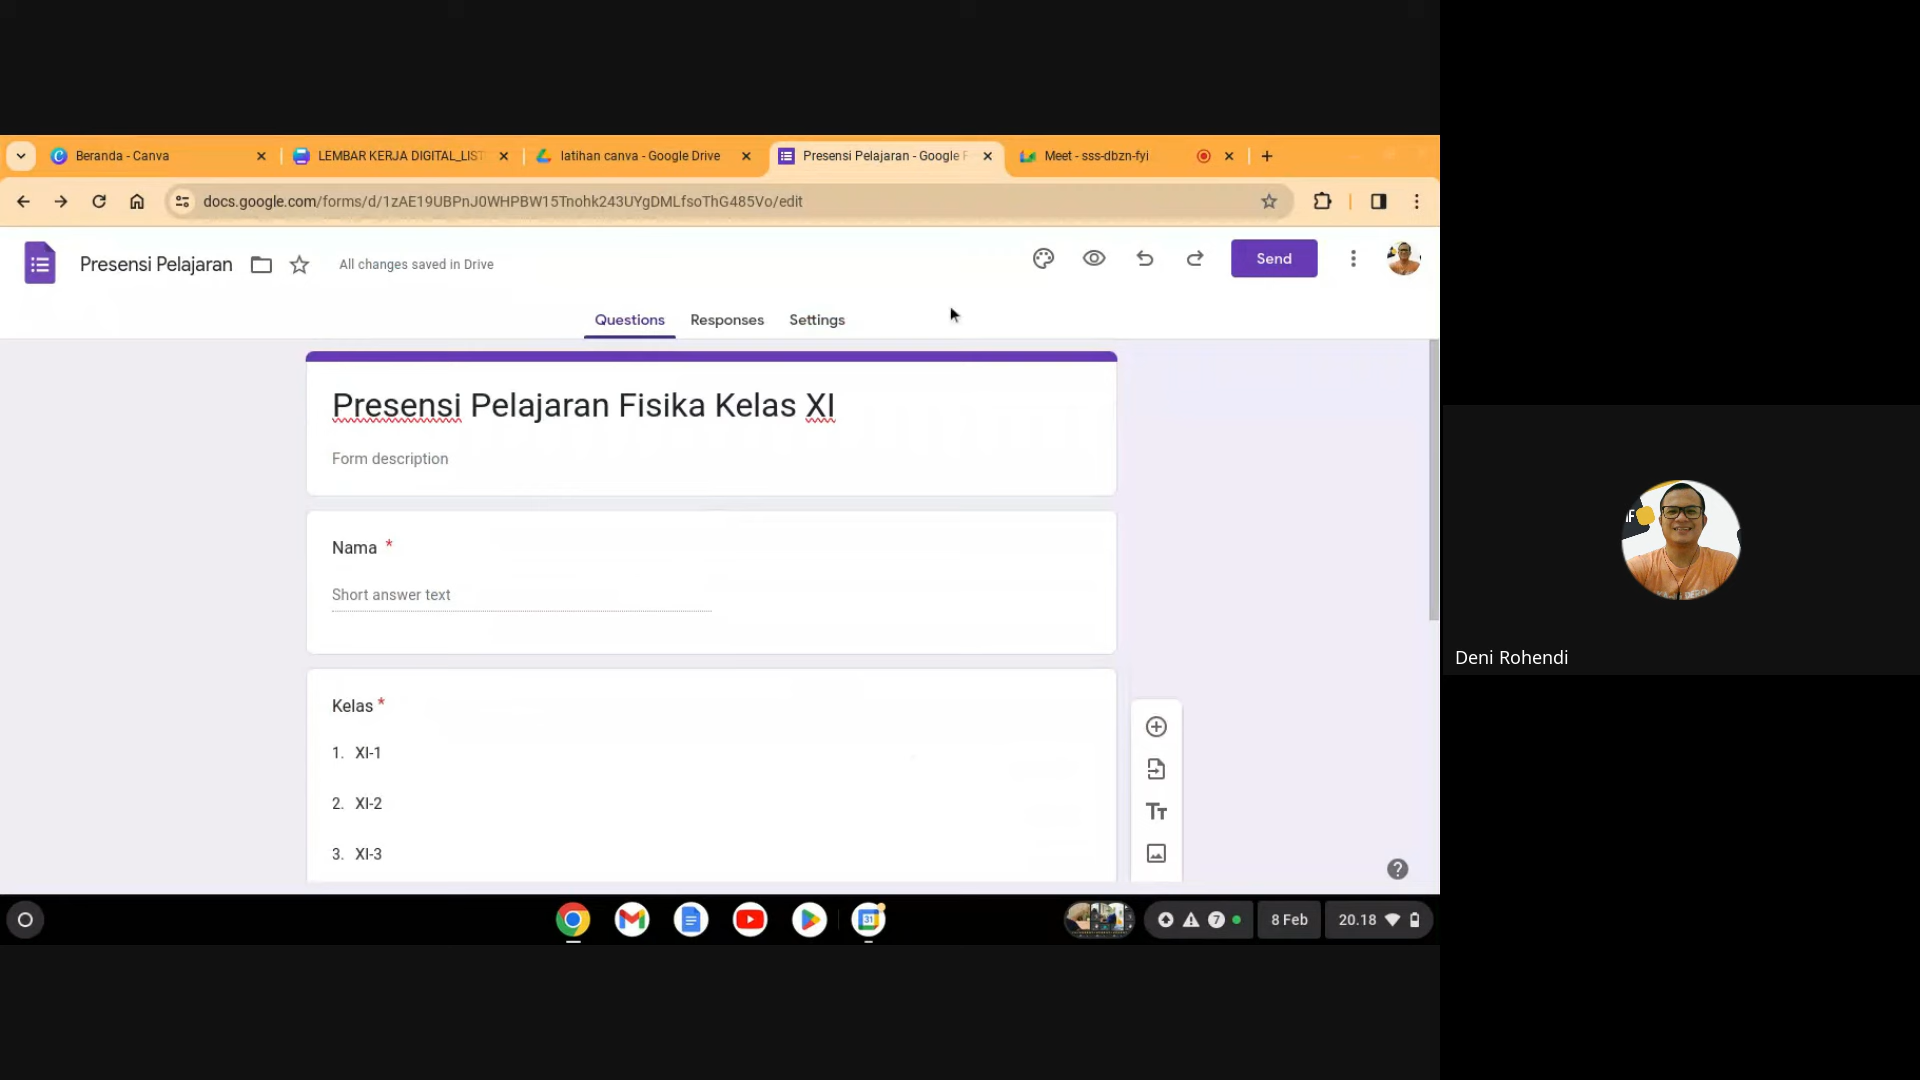 Beranda - Canva
LEMBAR KERJA DIGITAL_LIST
latihan canva - Google Drive
Presensi Pelajaran - Google F
Meet - sss-dbzn-fyi
docs.google.com/forms/d/1zAE19UBPnJ0WHPBW15Tnohk243UYgDMLfsoThG485Vo/edit
Presensi Pelajaran
All changes saved in Drive
Send
Questions
Responses
Settings
Presensi Pelajaran Fisika Kelas XI
Form description
Nama *
Short answer text
Kelas *
1. XI-1
2. XI-2
3. XI-3
Tт
Deni Rohendi
31
7
8 Feb
20.18